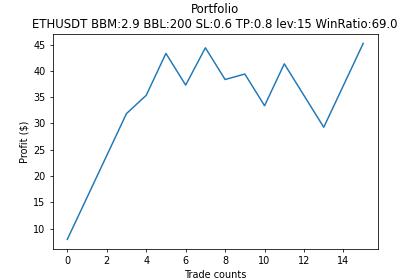 Portfolio
ETHUSDT BBM:2.9 BBL:200 SL:0.6 TP:0.8 lev:15 WinRatio:69.0
45
40
35
30
25
20
15
10
Profit ($)
0 2 4 6 8 10 12 14
Trade counts